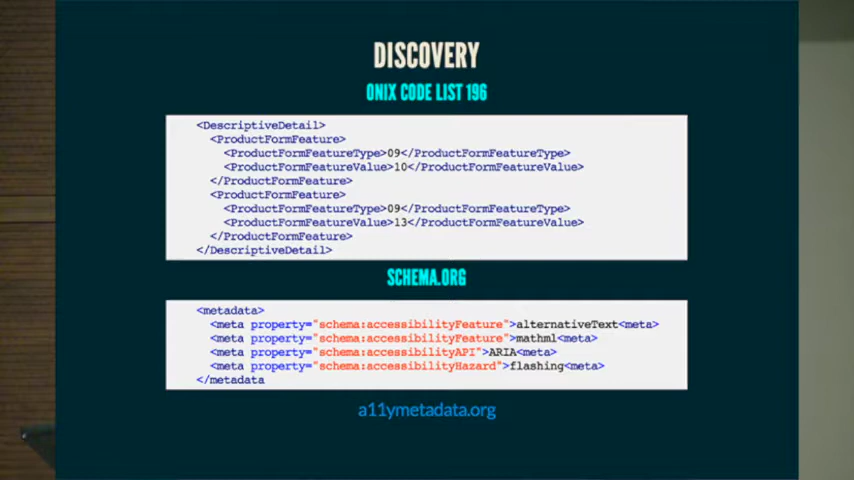 DISCOVERY
ONIX CODE LIST 196
<DescriptiveDetail>
<ProductFormFeature>
<ProductFormFeatureType>09</ProductFormFeatureType>
<ProductFormFeatureValue>10</ProductFormFeatureValue>
</ProductFormFeature>
<ProductFormFeature>
<ProductFormFeatureType>09</ProductFormFeatureType>
<ProductFormFeatureValue>13</ProductFormFeatureValue>
</ProductFormFeature>
</DescriptiveDetail>
SCHEMA.ORG
<metadata>
<meta property="schema:accessibilityFeature">alternativeText<meta>
<meta property="schema:accessibilityFeature">mathml<meta>
<meta property="schema:accessibilityAPI">ARIA<meta>
<meta property="schema:accessibilityHazard">flashing<meta>
</metadata
a11ymetadata.org